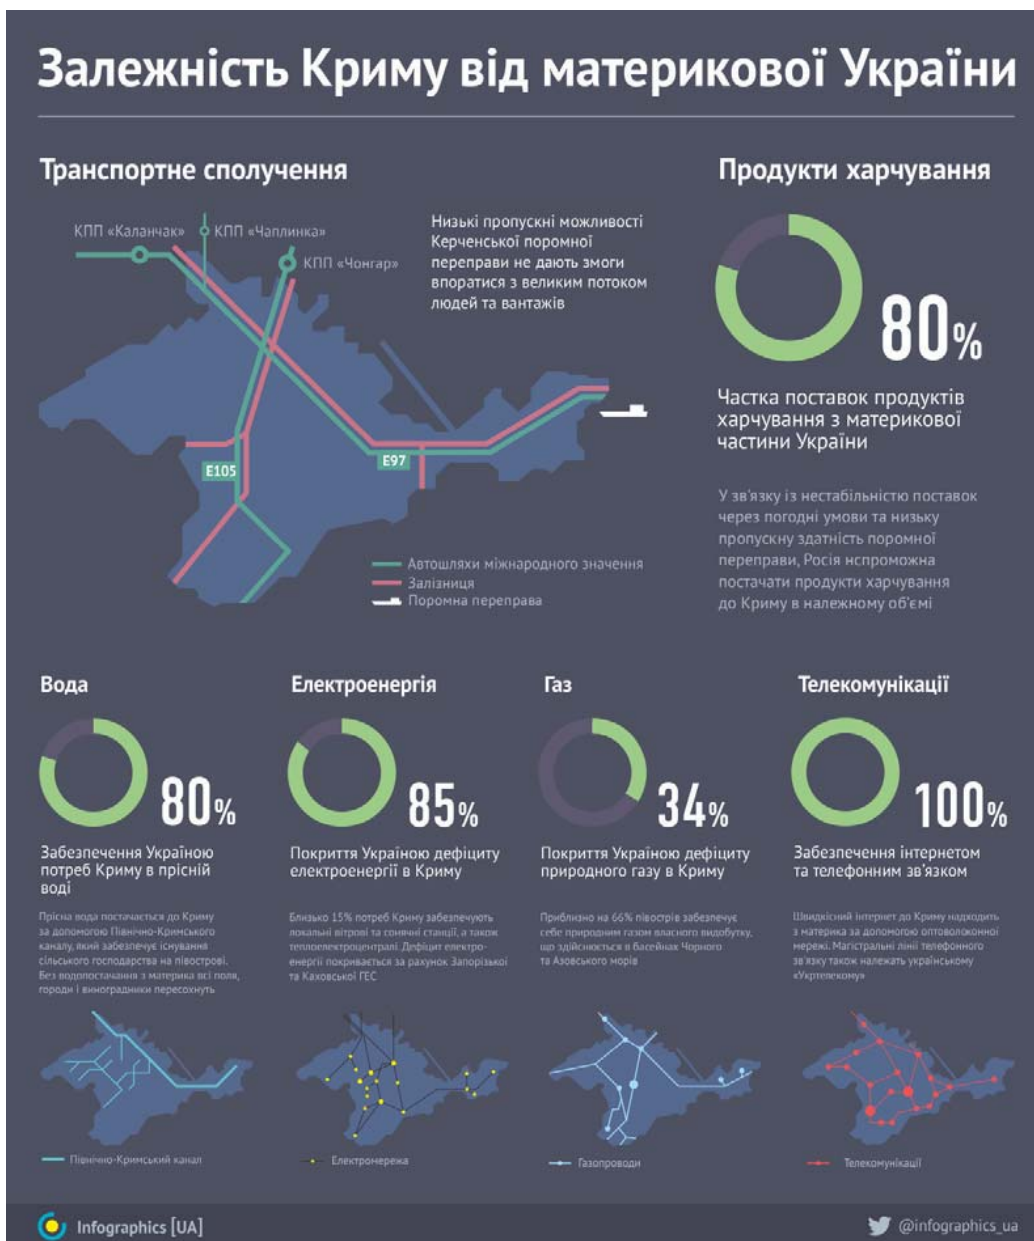 Залежність Криму від материкової України
Транспортне сполучення
КПП «Каланчак»
КПП «Чаплинка»
КПП «Чонгар»
Низькі пропускні можливості
Керченської поромної
переправи не дають змоги
впоратися з великим потоком
людей та вантажів
E105
E97
Автошляхи міжнародного значення
Залізниця
Поромна переправа
Продукти харчування
80%
Частка поставок продуктів
харчування з материкової
частини України
У зв'язку із нестабільністю поставок
через погодні умови та низьку
пропускну здатність поромної
переправи, Росія нспроможна
постачати продукти харчування
до Криму в належному об'ємі
Вода
80%
Забезпечення Україною
потреб Криму в прісній
воді
Прісна вода постачається до Криму
за допомогою Північно-Кримського
каналу, який забезпечує існування
сільського господарства на півострові.
Без водопостачання з материка всі поля,
городи і виноградники пересохнуть
Північно-Кримський канал
Електроенергія
85%
Покриття Україною дефіциту
електроенергії в Криму
Близько 15% потреб Криму забезпечують
локальні вітрові та сонячні станції, а також
теплоелектроцентралі. Дефіцит електро-
енергії покривається за рахунок Запорізької
та Каховської ГЕС
Електромережа
Газ
34%
Покриття Україною дефіциту
природного газу в Криму
Приблизно на 66% півострів забезпечує
себе природним газом власного видобутку,
що здійснюється в басейнах Чорного
та Азовського морів
Газопроводи
Телекомунікації
100%
Забезпечення інтернетом
та телефонним зв'язком
Швидкісний інтернет до Криму надходить
з материка за допомогою оптоволоконної
мережі. Магістральні лінії телефонного
зв'язку також належать українському
«Укртелекому»
Телекомунікації
Infographics [UA]
@infographics_ua